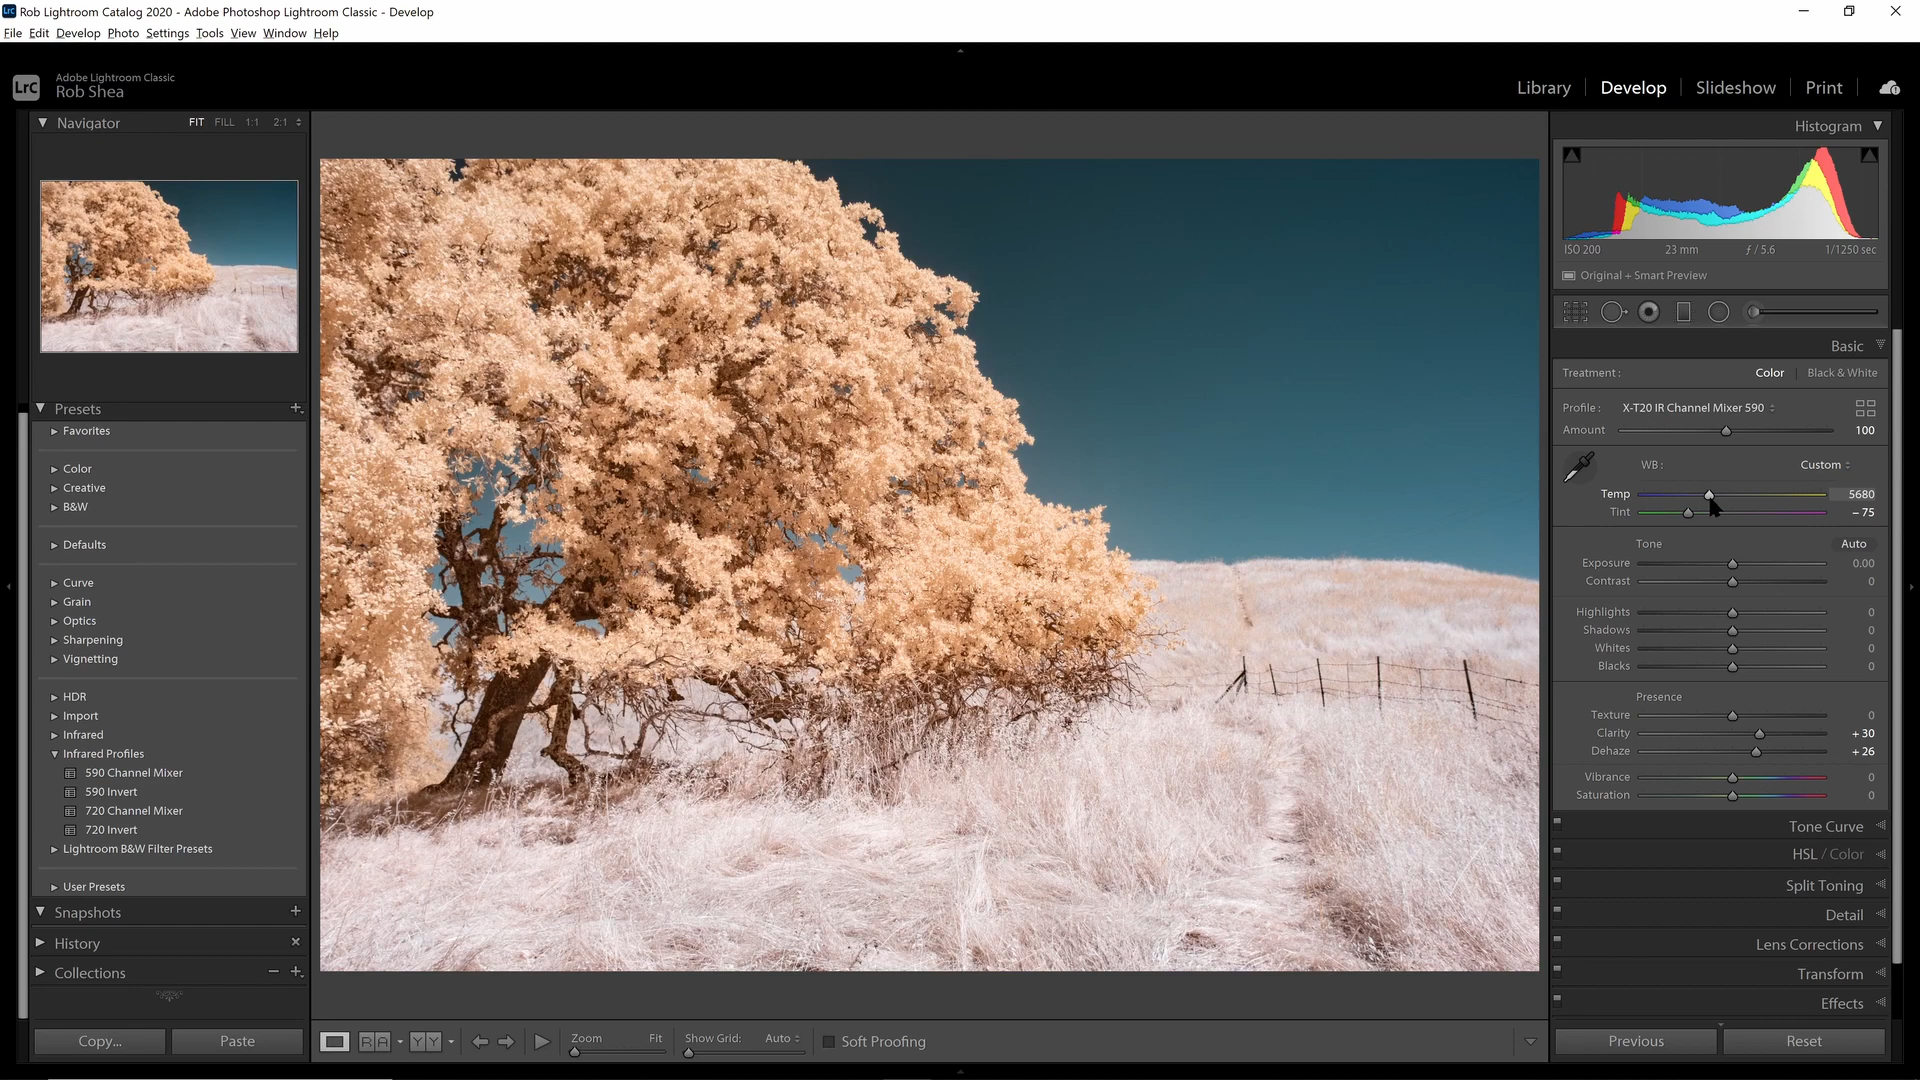 Lrc Rob Lightroom Catalog 2020 - Adobe Photoshop Lightroom Classic - Develop
File Edit Develop Photo Settings Tools View Window Help
LrC Adobe Lightroom Classic
Rob Shea
Library Develop Slideshow Print
Navigator FIT FILL 1:1 2:1
Presets
Favorites
Color
Creative
B&W
Defaults
Curve
Grain
Optics
Sharpening
Vignetting
HDR
Import
Infrared
Infrared Profiles
590 Channel Mixer
590 Invert
720 Channel Mixer
720 Invert
Lightroom B&W Filter Presets
User Presets
Snapshots
History
Collections
Copy... Paste
R A Y Y Zoom Fit Show Grid: Auto Soft Proofing
Histogram
ISO 200 23 mm ƒ / 5.6 1/1250 sec
Original + Smart Preview
Basic
Treatment : Color Black & White
Profile : X-T20 IR Channel Mixer 590
Amount 100
WB : Custom
Temp 5680
Tint – 75
Tone Auto
Exposure 0.00
Contrast 0
Highlights 0
Shadows 0
Whites 0
Blacks 0
Presence
Texture 0
Clarity + 30
Dehaze + 26
Vibrance 0
Saturation 0
Tone Curve
HSL / Color
Split Toning
Detail
Lens Corrections
Transform
Effects
Previous Reset